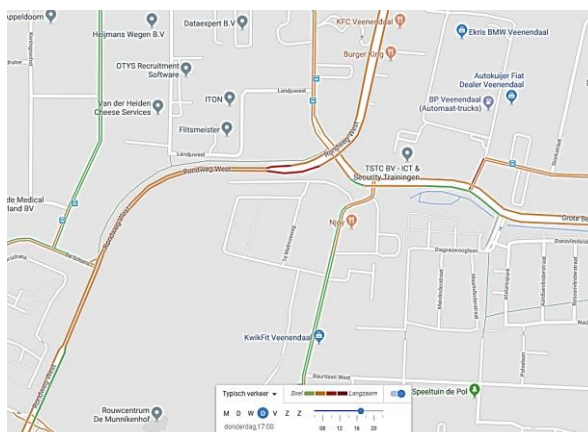 Appeldoorn
Dataexpert B.V
Heijmans Wegen B.V
KFC Veenendaal
Ekris BMW Veenendaal
OTYS Recruitment
Software
Burger King
Autokuijer Fiat
Dealer Veenendaal
Landjuweel
ITON
Van der Heiden
Cheese Services
BP Veenendaal
(Automaat-trucks)
Flitsmeister
Rondweg-West
Landjuweel
Rondweg-West
TSTC BV - ICT &
Security Trainingen
de Medical
land BV
Rondweg-West
Njoy
Grote Be
KwikFit Veenendaal
Rondweg-West
Rouwcentrum
De Munnikenhof
Speeltuin de Pol
Typisch verkeer
Snel
Langzaam
M D W D V Z Z
donderdag, 17:00
08 12 16 20